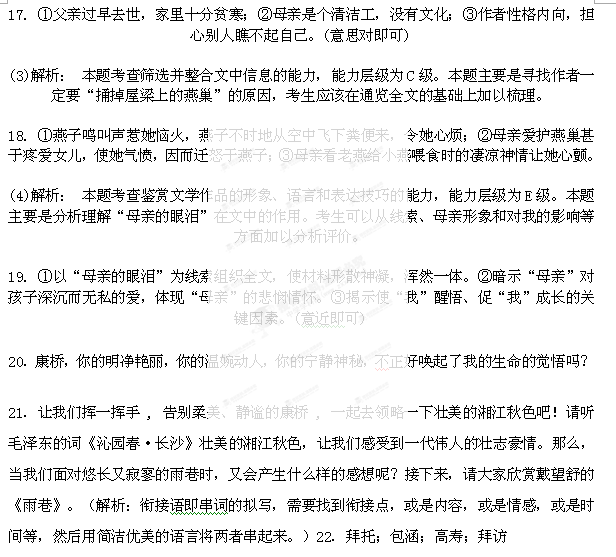 17. ①父亲过早去世，家里十分贫寒；②母亲是个清洁工，没有文化；③作者性格内向，担
心别人瞧不起自己。(意思对即可)
(3)解析： 本题考查筛选并整合文中信息的能力，能力层级为 C 级。本题主要是寻找作者一
定要“捅掉屋梁上的燕巢”的原因，考生应该在通览全文的基础上加以梳理。
18. ①燕子鸣叫声惹她恼火，燕子不时地从空中飞下粪便来，令她心烦；②母亲爱护燕巢甚
于疼爱女儿，使她气愤，因而迁怒于燕子；③母亲看老燕给小燕喂食时的凄凉神情让她心颤。
(4)解析： 本题考查鉴赏文学作品的形象、语言和表达技巧的能力，能力层级为 E 级。本题
主要是分析理解“母亲的眼泪”在文中的作用。考生可以从线索、母亲形象和对我的影响等
方面加以分析评价。
19. ①以“母亲的眼泪”为线索组织全文，使材料形散神凝，浑然一体。②暗示“母亲”对
孩子深沉而无私的爱，体现“母亲”的悲悯情怀。③揭示使“我”醒悟、促“我”成长的关
键因素。(意近即可)
20. 康桥，你的明净艳丽，你的温婉动人，你的宁静神秘，不正好唤起了我的生命的觉悟吗?
21. 让我们挥一挥手 ，告别柔美、静谧的康桥 ，一起去领略一下壮美的湘江秋色吧！请听
毛泽东的词《沁园春·长沙》壮美的湘江秋色，让我们感受到一代伟人的壮志豪情。那么，
当我们面对悠长又寂寥的雨巷时，又会产生什么样的感想呢？接下来，请大家欣赏戴望舒的
《雨巷》。（解析：衔接语即串词的拟写，需要找到衔接点，或是内容，或是情感，或是时
间等，然后用简洁优美的语言将两者串起来。）22. 拜托；包涵；高寿；拜访